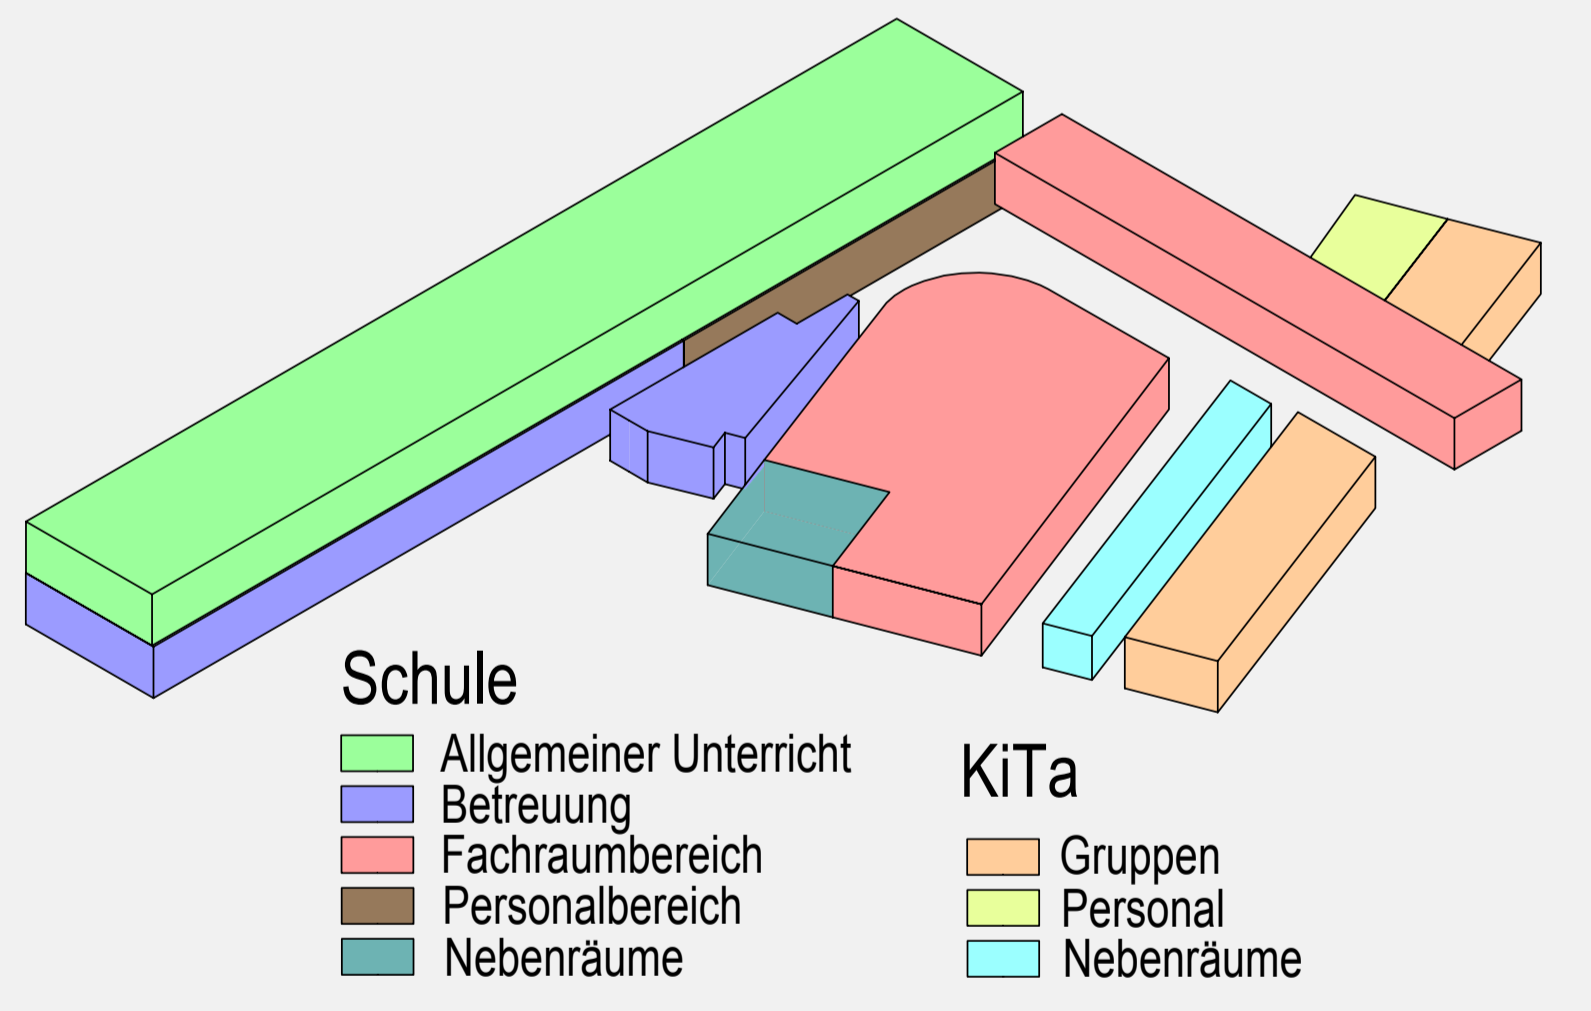 Schule
Allgemeiner Unterricht
Betreuung
Fachraumbereich
Personalbereich
Nebenräume
KiTa
Gruppen
Personal
Nebenräume